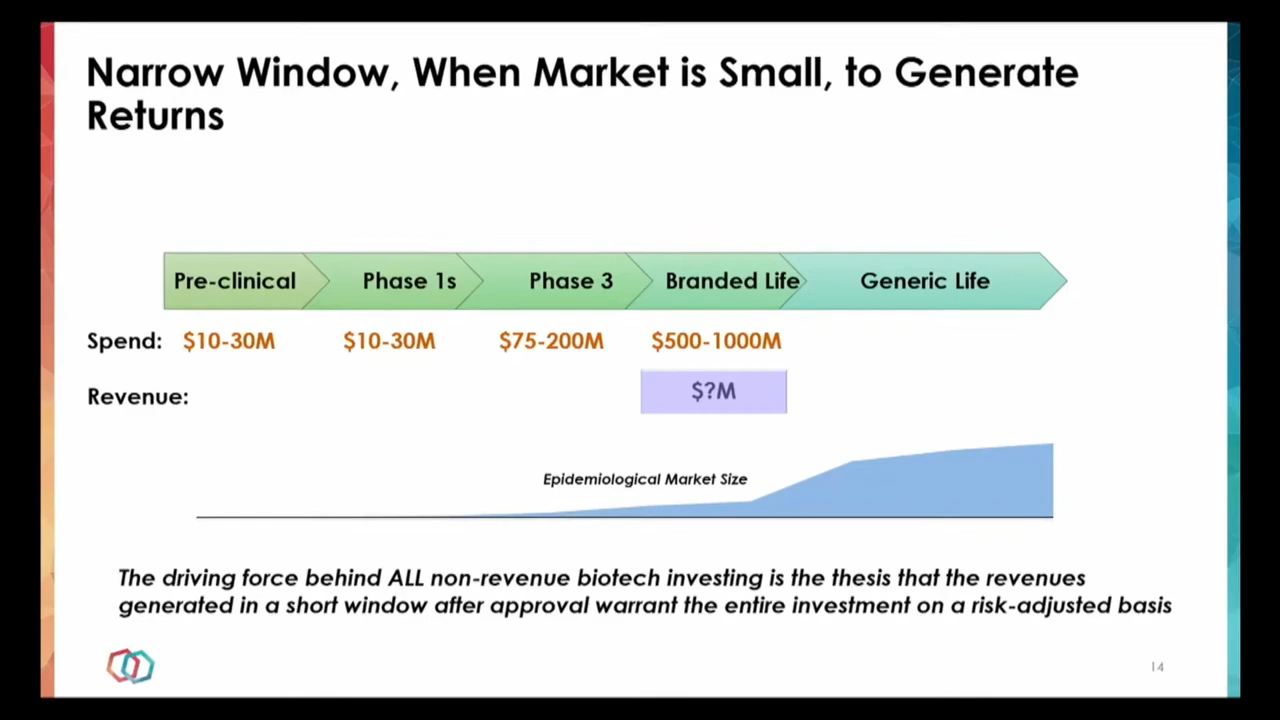 Narrow Window, When Market is Small, to Generate
Returns
Pre-clinical Phase 1s Phase 3 Branded Life Generic Life
Spend: $10-30M $10-30M $75-200M $500-1000M
Revenue: $?M
Epidemiological Market Size
The driving force behind ALL non-revenue biotech investing is the thesis that the revenues
generated in a short window after approval warrant the entire investment on a risk-adjusted basis
14